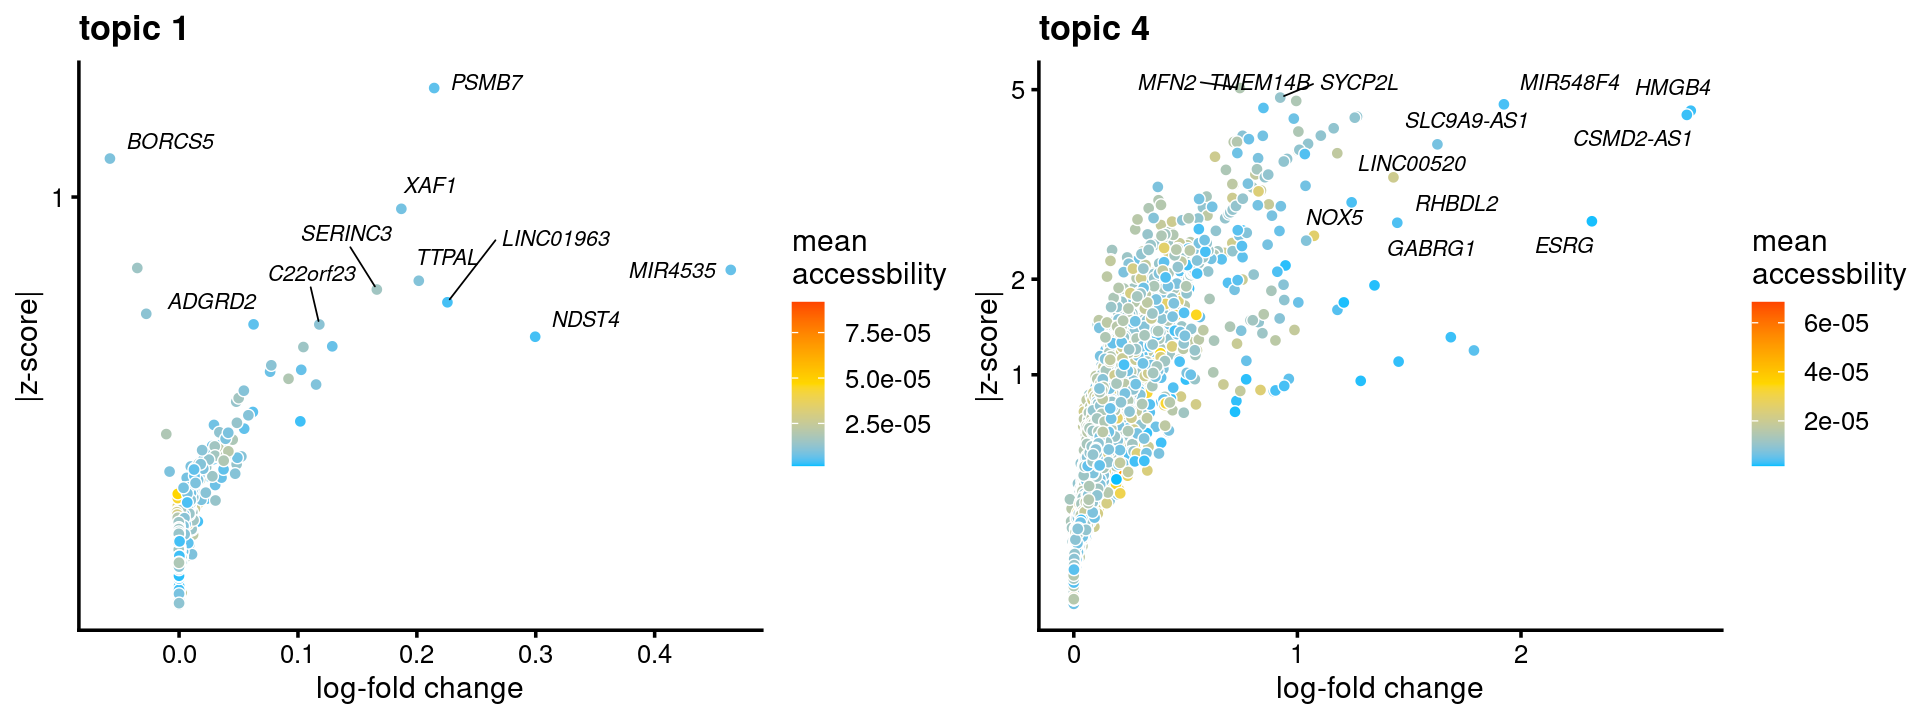 topic 1
PSMB7
BORCS5
XAF1
SERINC3
LINC01963
TTPAL
C22orf23
MIR4535
ADGRD2
NDST4
1
|z-score|
0.0 0.1 0.2 0.3 0.4
log-fold change
mean
accessbility
7.5e-05
5.0e-05
2.5e-05
topic 4
MFN2 TMEM14B SYCP2L MIR548F4 HMGB4
SLC9A9-AS1
CSMD2-AS1
LINC00520
RHBDL2
NOX5
GABRG1
ESRG
5
2
1
|z-score|
0 1 2
log-fold change
mean
accessbility
6e-05
4e-05
2e-05